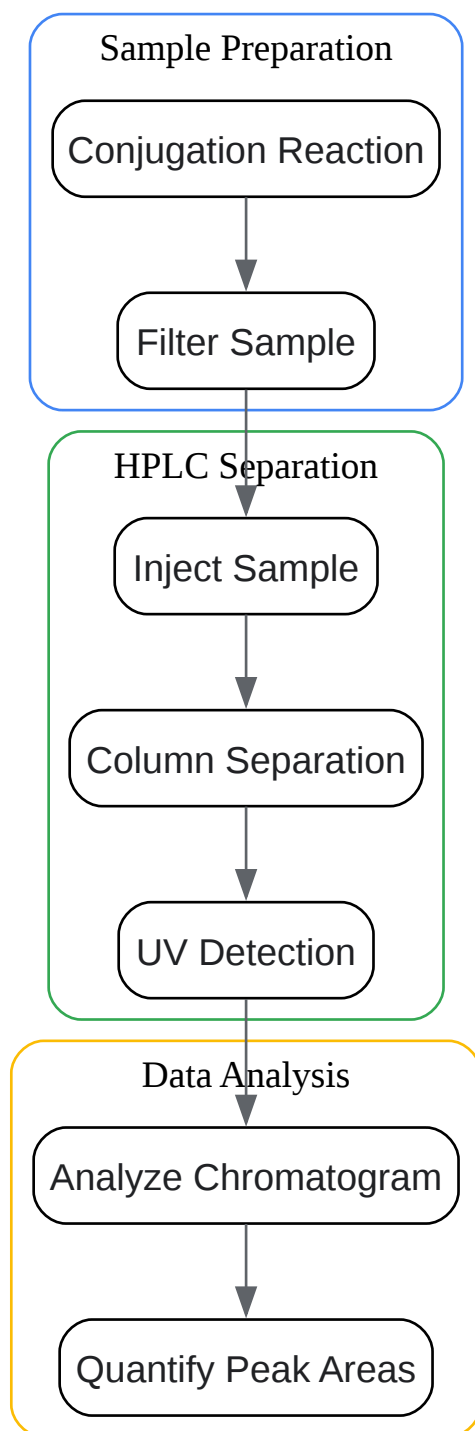 Sample Preparation
Conjugation Reaction
Filter Sample
HPLC Separation
Inject Sample
Column Separation
UV Detection
Data Analysis
Analyze Chromatogram
Quantify Peak Areas